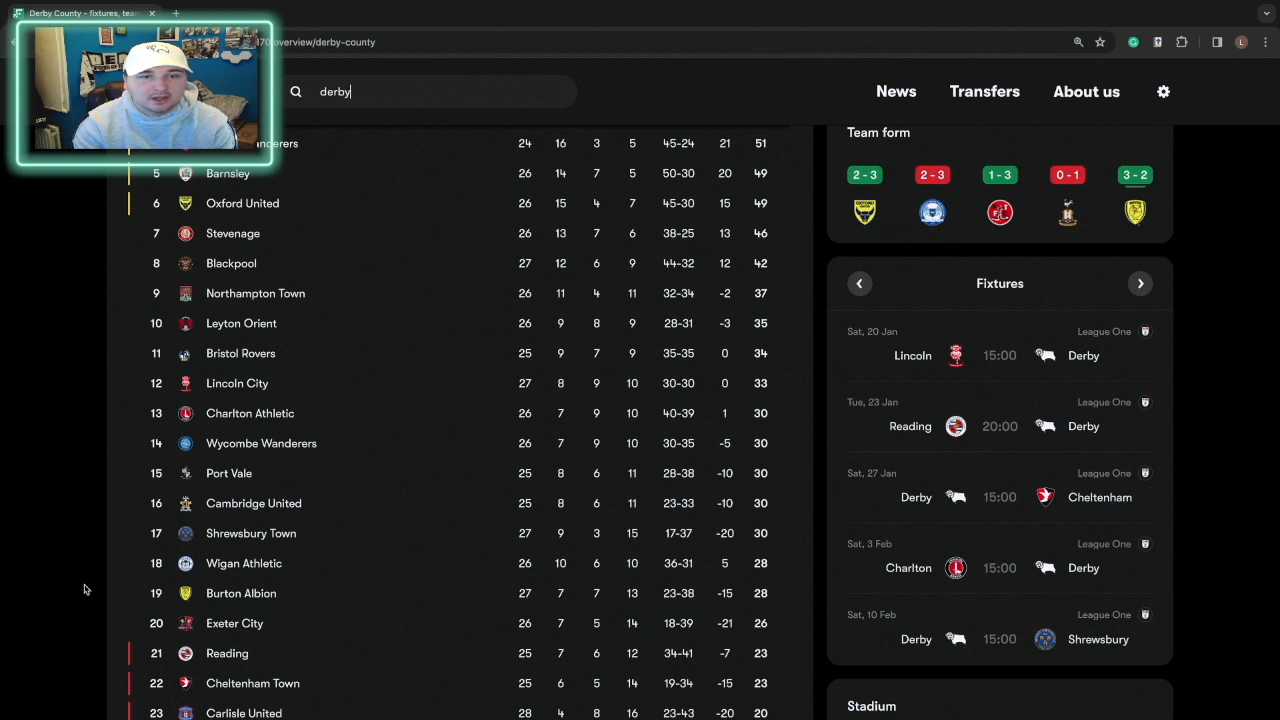 Derby County – fixtures, tea
70/overview/derby-county
derby
News Transfers About us
anderers 24 16 3 5 45-24 21 51
5 Barnsley 26 14 7 5 50-30 20 49
6 Oxford United 26 15 4 7 45-30 15 49
7 Stevenage 26 13 7 6 38-25 13 46
8 Blackpool 27 12 6 9 44-32 12 42
9 Northampton Town 26 11 4 11 32-34 -2 37
10 Leyton Orient 26 9 8 9 28-31 -3 35
11 Bristol Rovers 25 9 7 9 35-35 0 34
12 Lincoln City 27 8 9 10 30-30 0 33
13 Charlton Athletic 26 7 9 10 40-39 1 30
14 Wycombe Wanderers 26 7 9 10 30-35 -5 30
15 Port Vale 25 8 6 11 28-38 -10 30
16 Cambridge United 25 8 6 11 23-33 -10 30
17 Shrewsbury Town 27 9 3 15 17-37 -20 30
18 Wigan Athletic 26 10 6 10 36-31 5 28
19 Burton Albion 27 7 7 13 23-38 -15 28
20 Exeter City 26 7 5 14 18-39 -21 26
21 Reading 25 7 6 12 34-41 -7 23
22 Cheltenham Town 25 6 5 14 19-34 -15 23
23 Carlisle United 28 4 8 16 23-43 -20 20
Team form
2 - 3 2 - 3 1 - 3 0 - 1 3 - 2
Fixtures
Sat, 20 Jan League One
Lincoln 15:00 Derby
Tue, 23 Jan League One
Reading 20:00 Derby
Sat, 27 Jan League One
Derby 15:00 Cheltenham
Sat, 3 Feb League One
Charlton 15:00 Derby
Sat, 10 Feb League One
Derby 15:00 Shrewsbury
Stadium